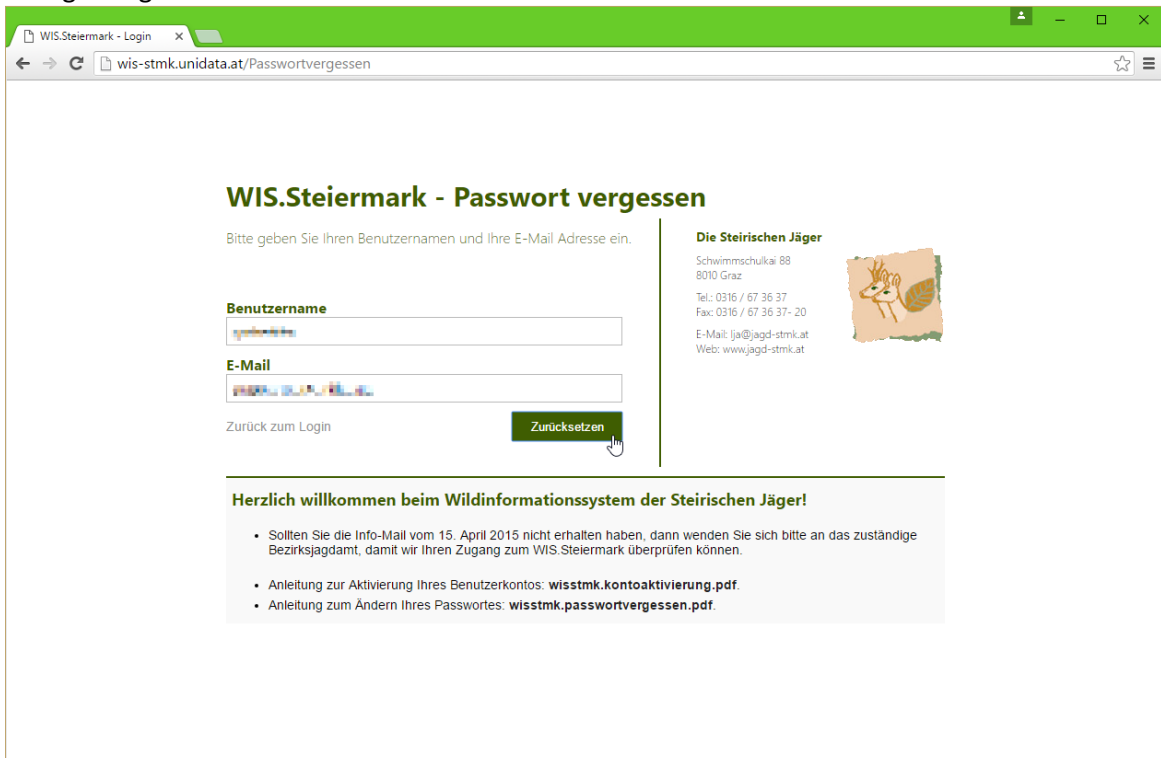 WIS.Steiermark - Login
wis-stmk.unidata.at/Passwortvergessen
WIS.Steiermark - Passwort vergessen
Bitte geben Sie Ihren Benutzernamen und Ihre E-Mail Adresse ein.
Benutzername
E-Mail
Zurück zum Login
Zurücksetzen
Die Steirischen Jäger
Schwimmschulkai 88
8010 Graz
Tel.: 0316 / 67 36 37
Fax: 0316 / 67 36 37- 20
E-Mail: lja@jagd-stmk.at
Web: www.jagd-stmk.at
Herzlich willkommen beim Wildinformationssystem der Steirischen Jäger!
• Sollten Sie die Info-Mail vom 15. April 2015 nicht erhalten haben, dann wenden Sie sich bitte an das zuständige
Bezirksjagdamt, damit wir Ihren Zugang zum WIS.Steiermark überprüfen können.
• Anleitung zur Aktivierung Ihres Benutzerkontos: wisstmk.kontoaktivierung.pdf.
• Anleitung zum Ändern Ihres Passwortes: wisstmk.passwortvergessen.pdf.